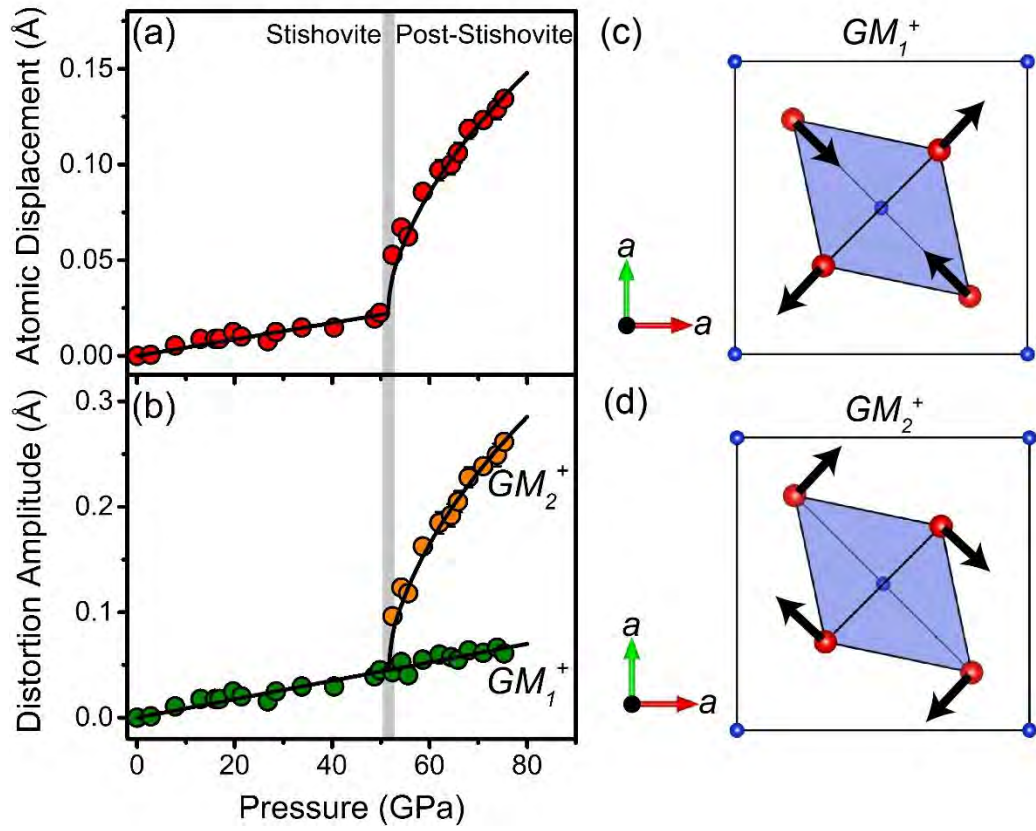 (a)
Stishovite
Post-Stishovite
Atomic Displacement (Å)
0.15
0.10
0.05
0.00
(b)
Distortion Amplitude (Å)
0.3
0.2
0.1
0.0
GM₂⁺
GM₁⁺
0 20 40 60 80
Pressure (GPa)
(c)
GM₁⁺
a
a
(d)
GM₂⁺
a
a